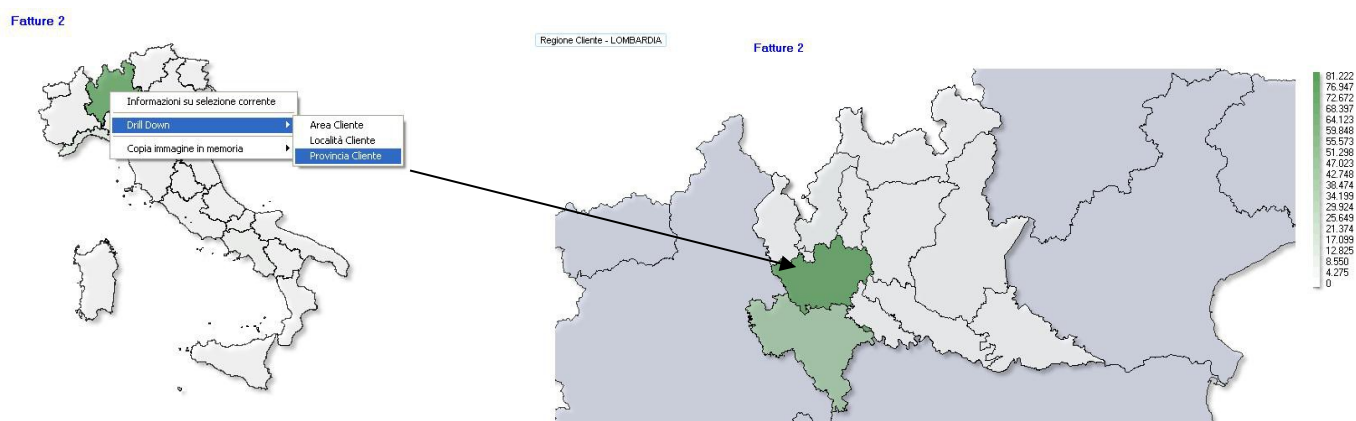 Fatture 2
Informazioni su selezione corrente
Drill Down
Copia immagine in memoria
Area Cliente
Località Cliente
Provincia Cliente
Regione Cliente - LOMBARDIA
Fatture 2
81.222
76.947
72.672
68.397
64.123
59.848
55.573
51.298
47.023
42.748
38.474
34.199
29.924
25.649
21.374
17.099
12.825
8.550
4.275
0